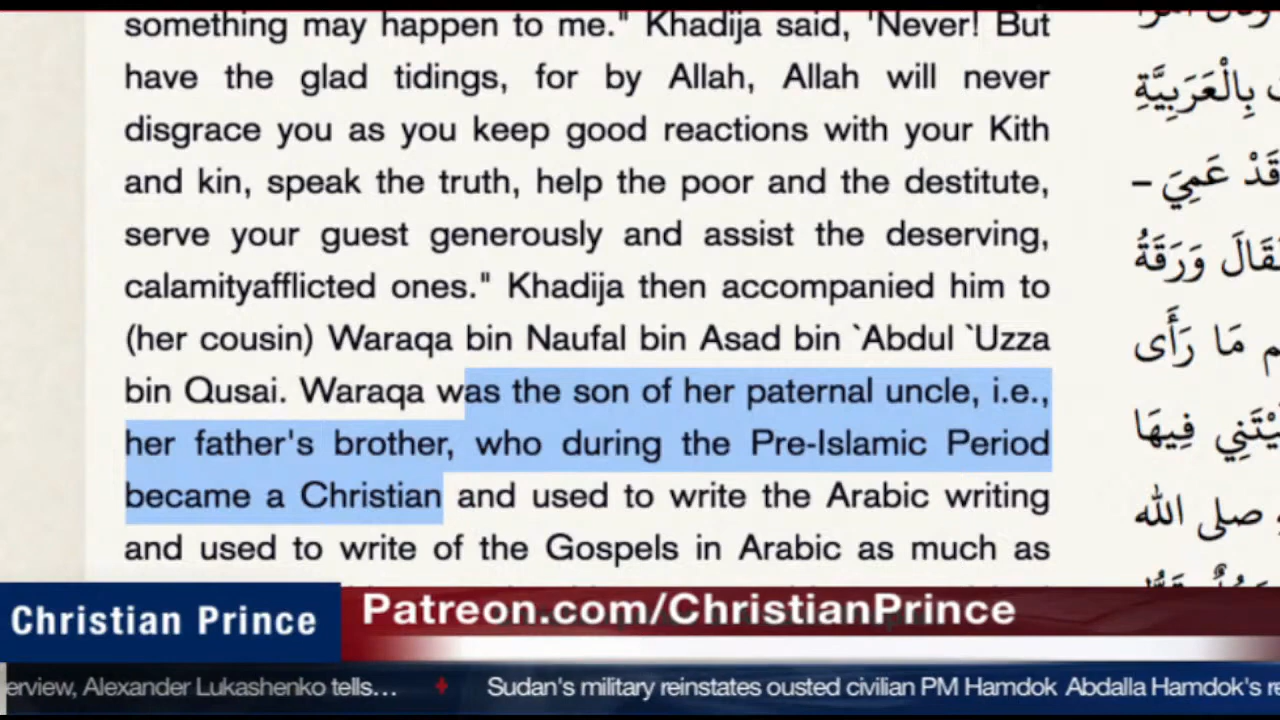 something may happen to me." Khadija said, 'Never! But
have the glad tidings, for by Allah, Allah will never
disgrace you as you keep good reactions with your Kith
and kin, speak the truth, help the poor and the destitute,
serve your guest generously and assist the deserving,
calamityafflicted ones." Khadija then accompanied him to
(her cousin) Waraqa bin Naufal bin Asad bin `Abdul `Uzza
bin Qusai. Waraqa was the son of her paternal uncle, i.e.,
her father's brother, who during the Pre-Islamic Period
became a Christian and used to write the Arabic writing
and used to write of the Gospels in Arabic as much as
بِالْعَرَبِيَّةِ
قَدْ عَمِيَ –
وَرَقَةُ
مَا رَأَى
فِيهَا
صلى الله
Christian Prince
Patreon.com/ChristianPrince
erview, Alexander Lukashenko tells...
Sudan's military reinstates ousted civilian PM Hamdok Abdalla Hamdok's re